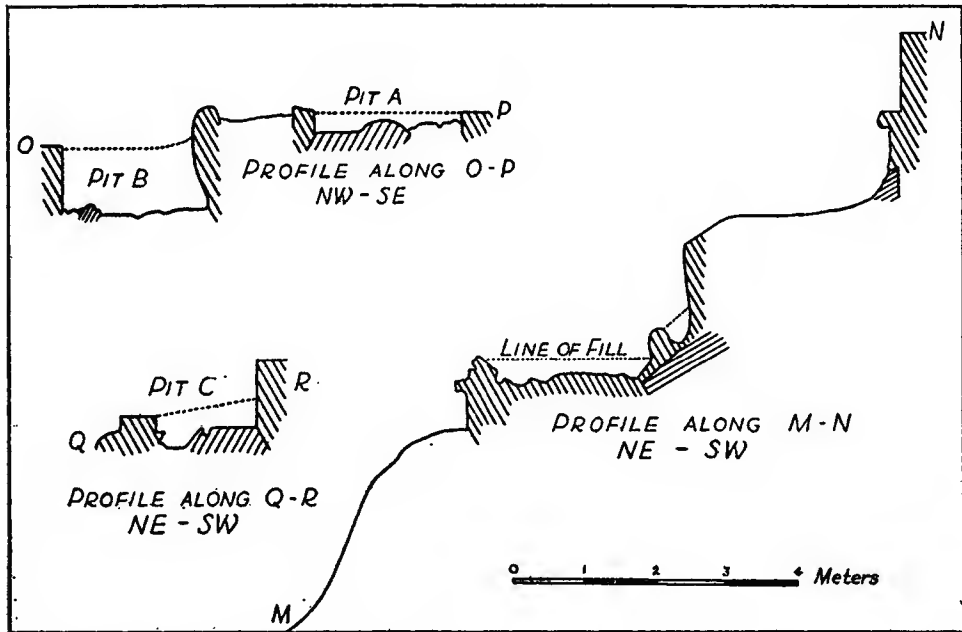 N
PIT A
P
O
PIT B
PROFILE ALONG O-P
NW-SE
LINE OF FILL
PIT C
R
Q
PROFILE ALONG M-N
NE - SW
PROFILE ALONG Q-R
NE - SW
0 1 2 3 4 Meters
M